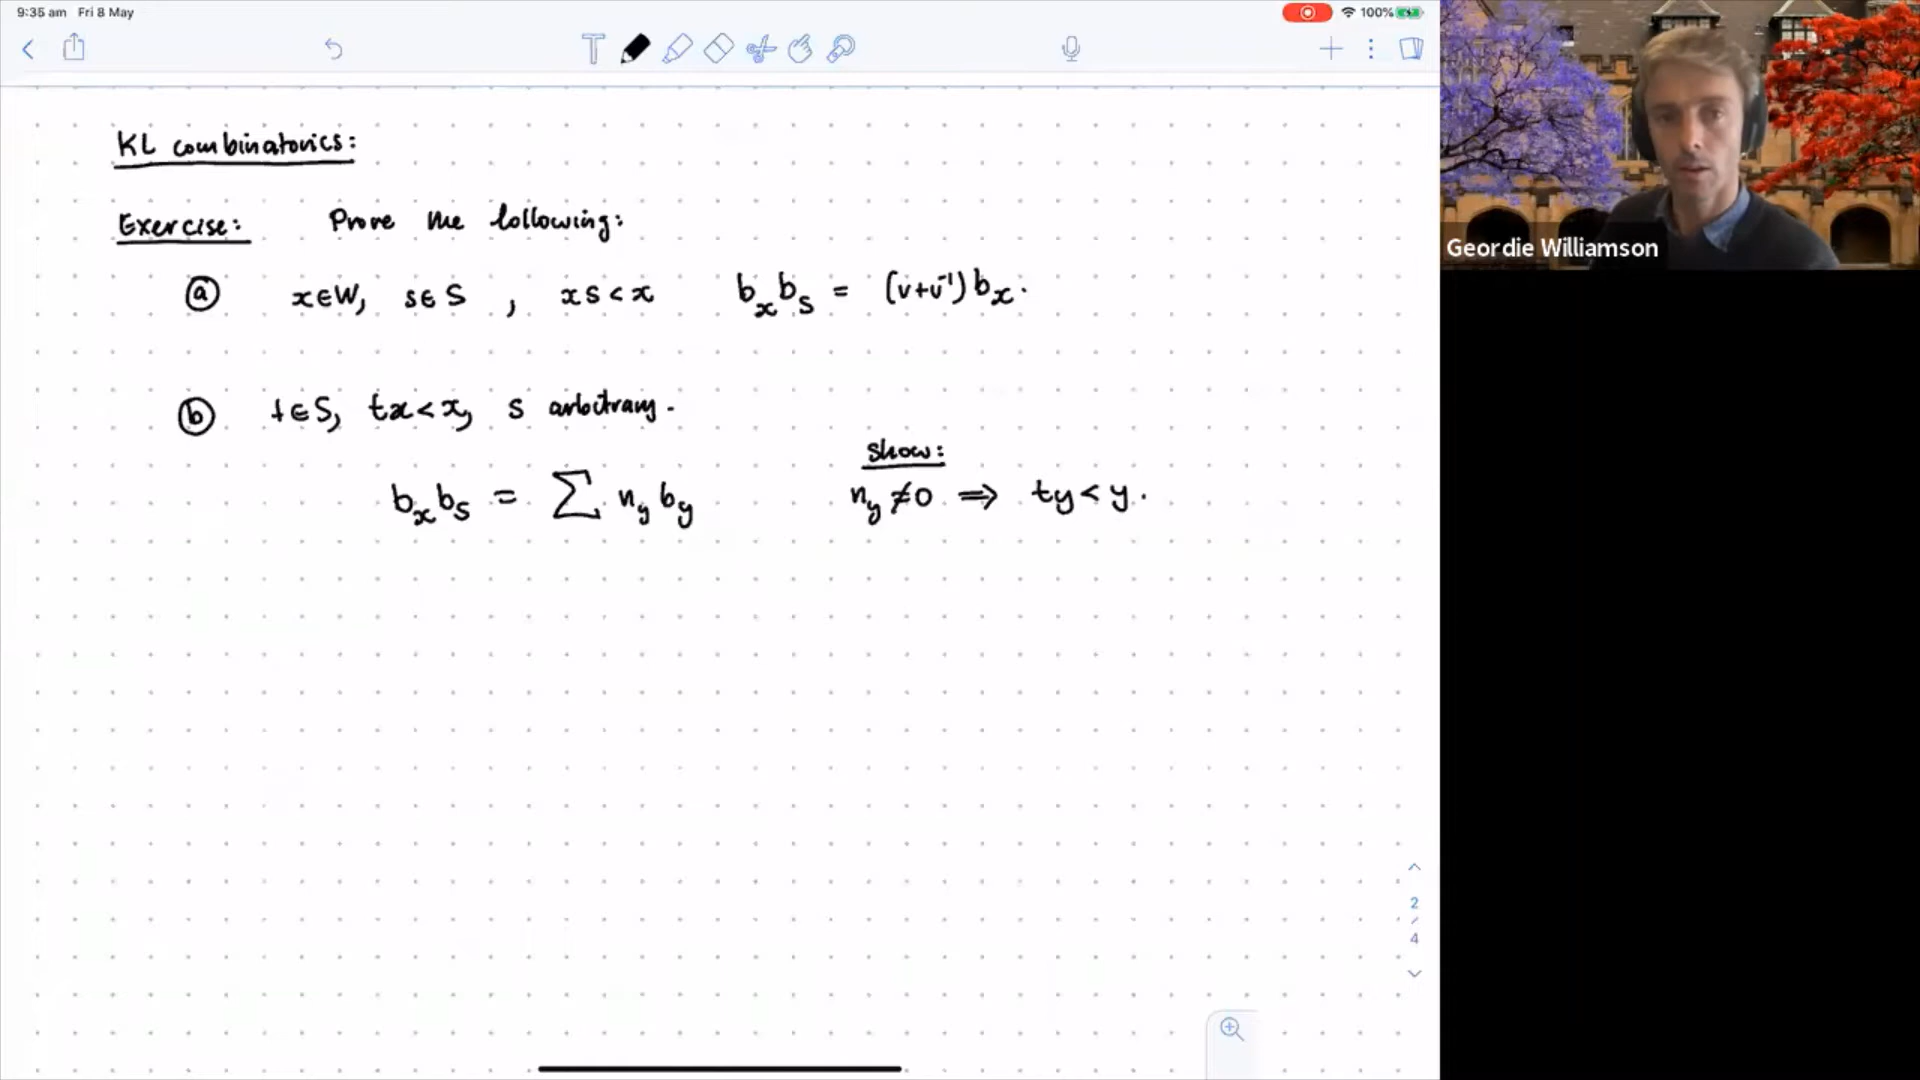 9:35 am Fri 8 May
100%
KL combinatorics:
Exercise: Prove the following:
ⓐ x∈W, s∈S, xs<x b_x b_s = (v+v⁻¹)b_x.
ⓑ t∈S, tx<x, s arbitrary.
Show:
b_x b_s = ∑ n_y b_y n_y≠0 ⟹ ty<y.
Geordie Williamson
2
/
4